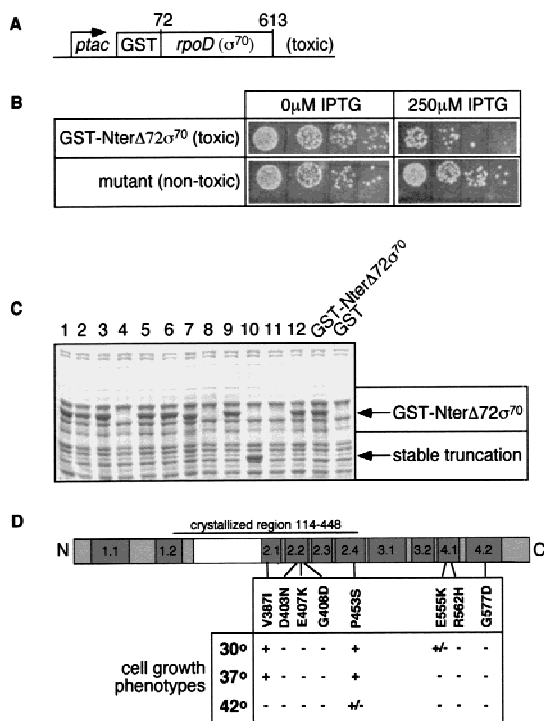 A
72 613
ptac GST rpoD (σ⁷⁰) (toxic)
B
0µM IPTG 250µM IPTG
GST-NterΔ72σ⁷⁰ (toxic)
mutant (non-toxic)
C
1 2 3 4 5 6 7 8 9 10 11 12 GST-NterΔ72σ⁷⁰ GST
GST-NterΔ72σ⁷⁰
stable truncation
D
crystallized region 114-448
N 1.1 1.2 2.1 2.2 2.3 2.4 3.1 3.2 4.1 4.2 C
V387I D403N E407K G408D P453S E555K R562H G577D
30° + - - - + +/- - -
cell growth
phenotypes
37° + - - - + - - -
42° - - - - +/- - - -